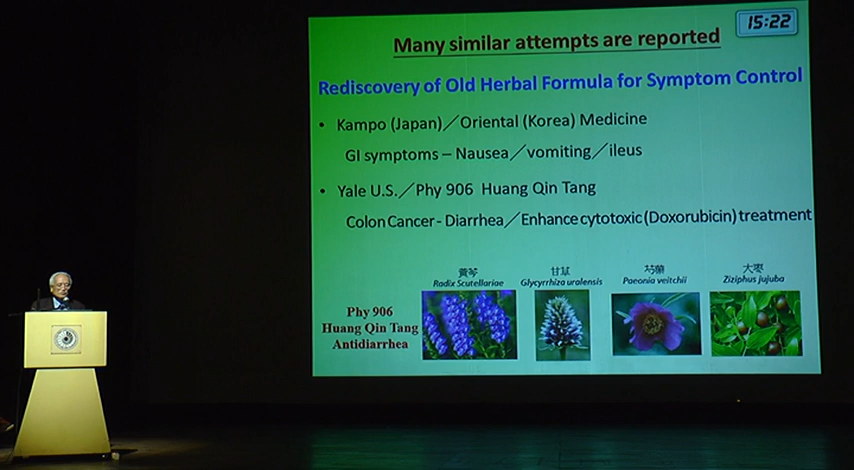 15:22
Many similar attempts are reported
Rediscovery of Old Herbal Formula for Symptom Control
• Kampo (Japan)／Oriental (Korea) Medicine
GI symptoms – Nausea／vomiting／ileus
• Yale U.S.／Phy 906 Huang Qin Tang
Colon Cancer - Diarrhea／Enhance cytotoxic (Doxorubicin) treatment
黄芩 甘草 芍藥 大枣
Radix Scutellariae Glycyrrhiza uralensis Paeonia veitchii Ziziphus jujuba
Phy 906
Huang Qin Tang
Antidiarrhea